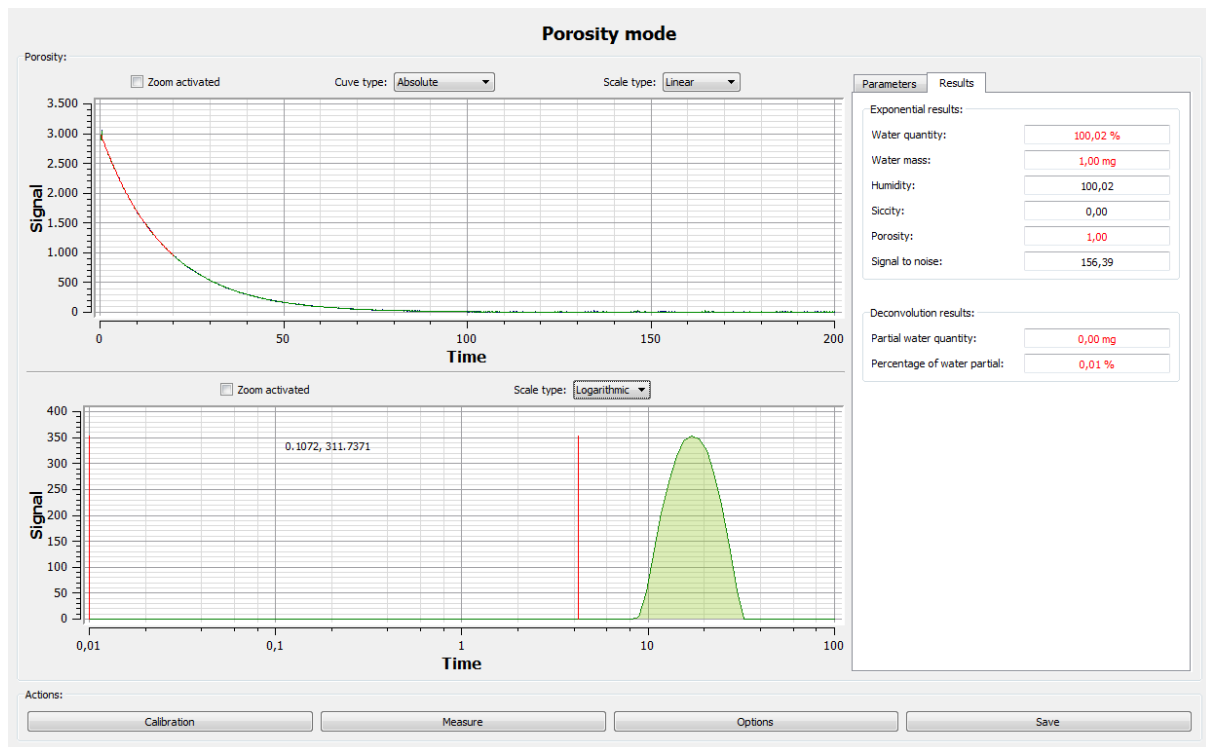 Porosity mode
Porosity:
Zoom activated Cuve type: Absolute Scale type: Linear
3.500
3.000
2.500
2.000
1.500
1.000
500
0
Signal
0 50 100 150 200
Time
Zoom activated Scale type: Logarithmic
400
350
300
250
200
150
100
50
0
Signal
0.1072, 311.7371
0,01 0,1 1 10 100
Time
Parameters Results
Exponential results:
Water quantity: 100,02 %
Water mass: 1,00 mg
Humidity: 100,02
Siccity: 0,00
Porosity: 1,00
Signal to noise: 156,39
Deconvolution results:
Partial water quantity: 0,00 mg
Percentage of water partial: 0,01 %
Actions:
Calibration Measure Options Save